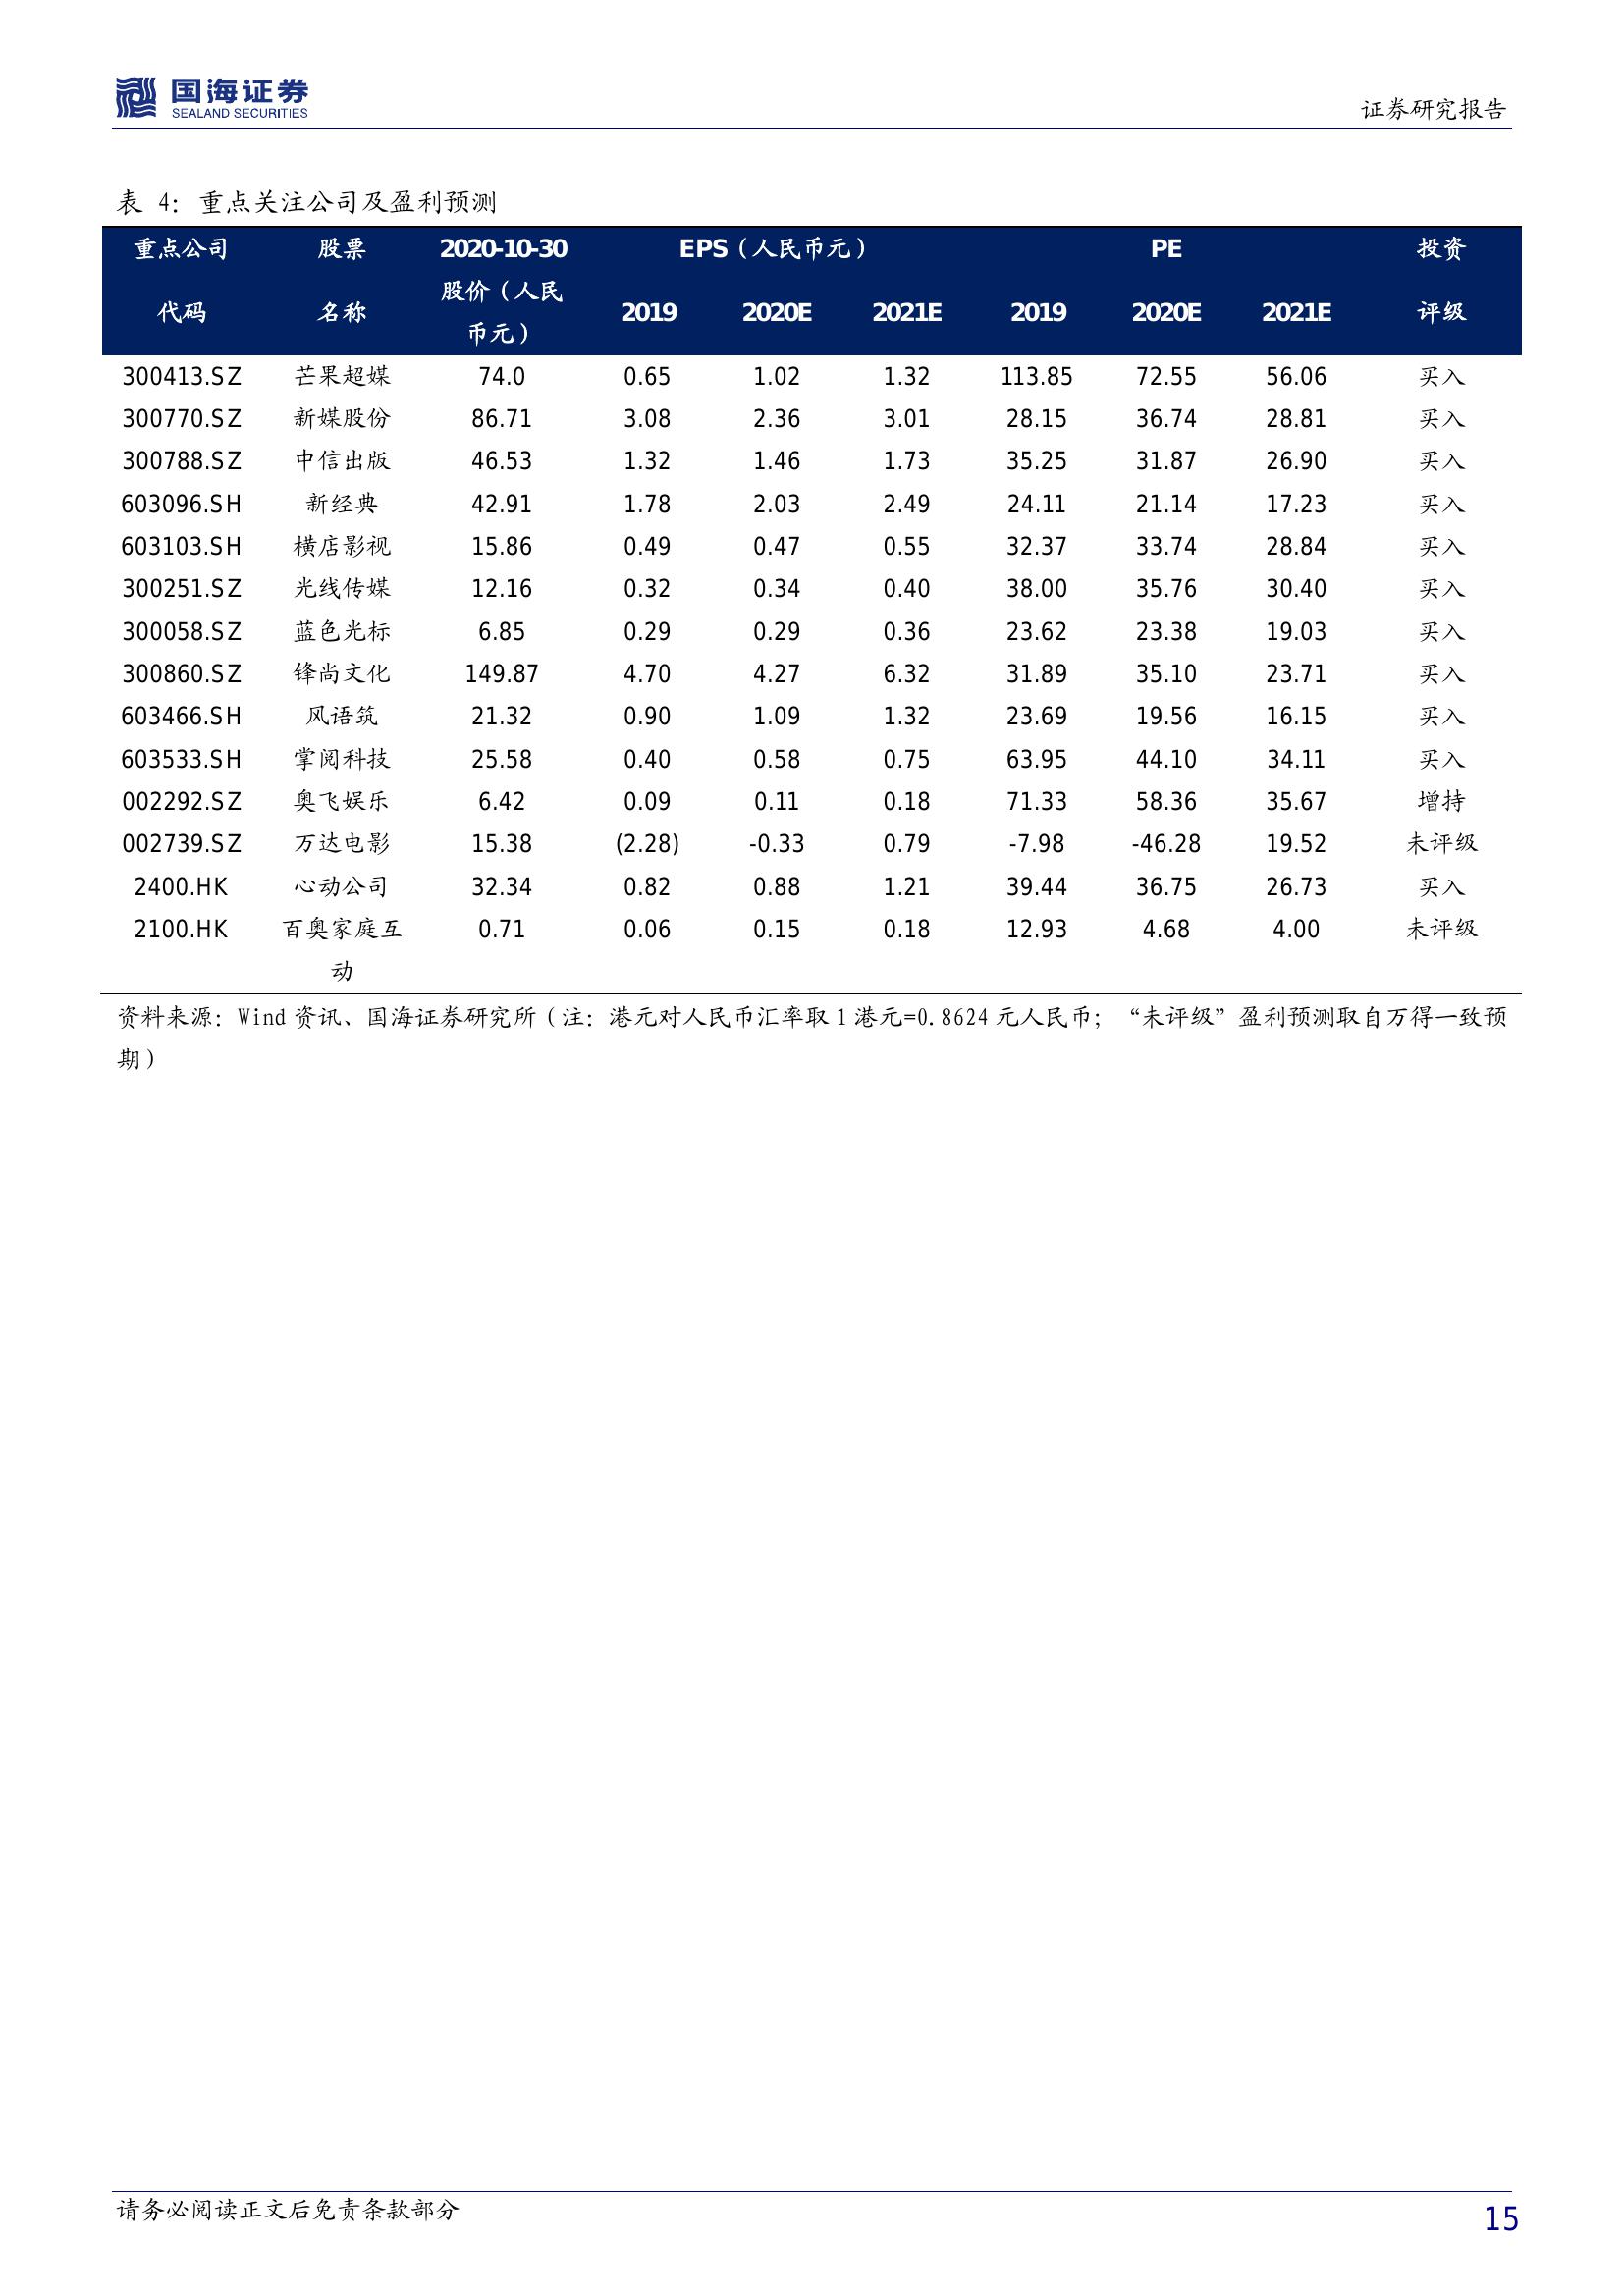 国海证券
SEALAND SECURITIES
证券研究报告
表 4：重点关注公司及盈利预测
重点公司 股票 2020-10-30 EPS（人民币元） PE 投资
代码 名称 股价（人民币元） 2019 2020E 2021E 2019 2020E 2021E 评级
300413.SZ 芒果超媒 74.0 0.65 1.02 1.32 113.85 72.55 56.06 买入
300770.SZ 新媒股份 86.71 3.08 2.36 3.01 28.15 36.74 28.81 买入
300788.SZ 中信出版 46.53 1.32 1.46 1.73 35.25 31.87 26.90 买入
603096.SH 新经典 42.91 1.78 2.03 2.49 24.11 21.14 17.23 买入
603103.SH 横店影视 15.86 0.49 0.47 0.55 32.37 33.74 28.84 买入
300251.SZ 光线传媒 12.16 0.32 0.34 0.40 38.00 35.76 30.40 买入
300058.SZ 蓝色光标 6.85 0.29 0.29 0.36 23.62 23.38 19.03 买入
300860.SZ 锋尚文化 149.87 4.70 4.27 6.32 31.89 35.10 23.71 买入
603466.SH 风语筑 21.32 0.90 1.09 1.32 23.69 19.56 16.15 买入
603533.SH 掌阅科技 25.58 0.40 0.58 0.75 63.95 44.10 34.11 买入
002292.SZ 奥飞娱乐 6.42 0.09 0.11 0.18 71.33 58.36 35.67 增持
002739.SZ 万达电影 15.38 (2.28) -0.33 0.79 -7.98 -46.28 19.52 未评级
2400.HK 心动公司 32.34 0.82 0.88 1.21 39.44 36.75 26.73 买入
2100.HK 百奥家庭互 0.71 0.06 0.15 0.18 12.93 4.68 4.00 未评级
动
资料来源：Wind 资讯、国海证券研究所（注：港元对人民币汇率取 1 港元=0.8624 元人民币；“未评级”盈利预测取自万得一致预
期）
请务必阅读正文后免责条款部分
15